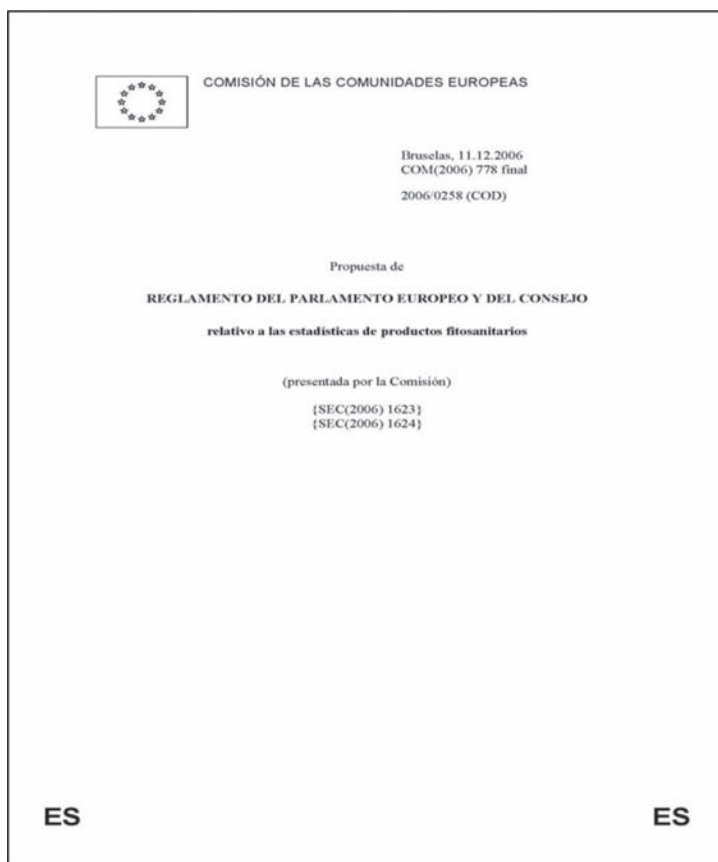 COMISIÓN DE LAS COMUNIDADES EUROPEAS
Bruselas, 11.12.2006
COM(2006) 778 final
2006/0258 (COD)
Propuesta de
REGLAMENTO DEL PARLAMENTO EUROPEO Y DEL CONSEJO
relativo a las estadísticas de productos fitosanitarios
(presentada por la Comisión)
{SEC(2006) 1623}
{SEC(2006) 1624}
ES ES